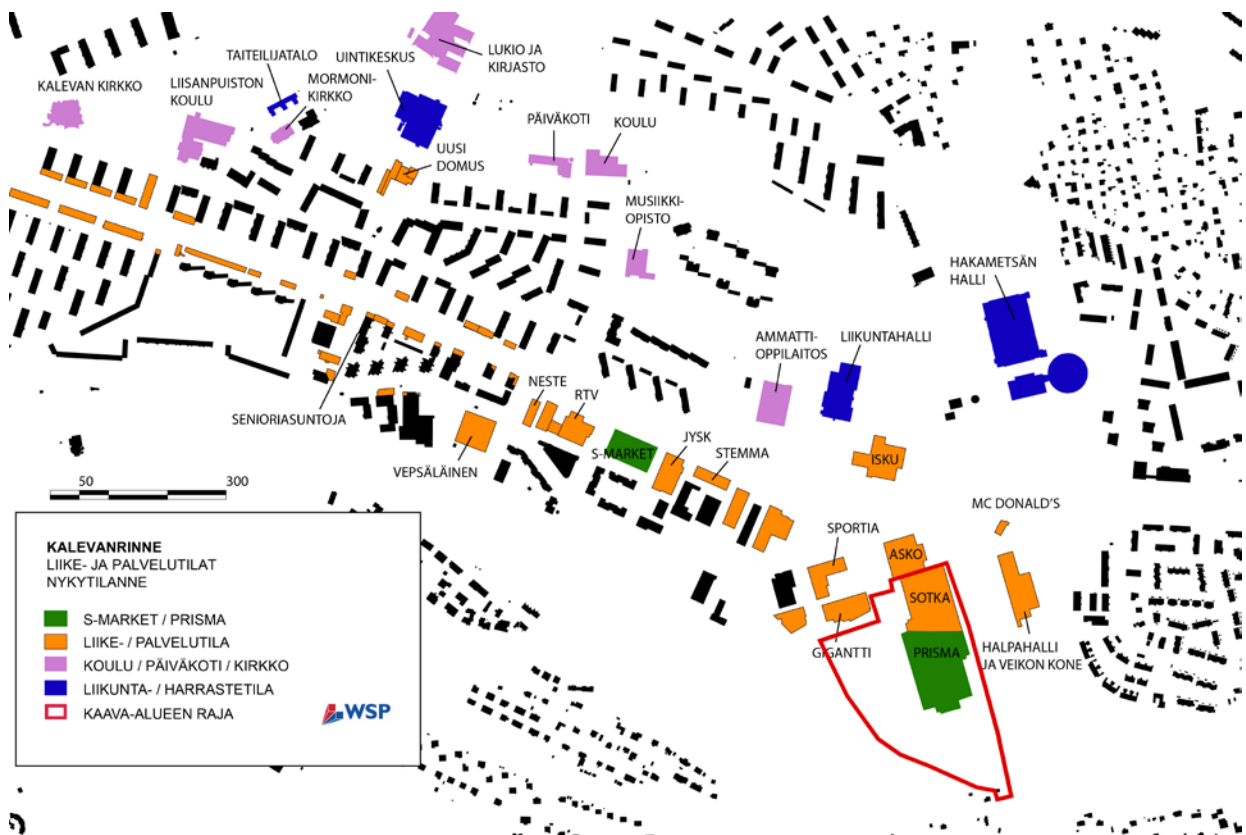 LUKIO JA
KIRJASTO
TAITEILIJATALO
UINTIKESKUS
KALEVAN KIRKKO
LIISANPUISTON
KOULU
MORMONI-
KIRKKO
PÄIVÄKOTI
KOULU
UUSI
DOMUS
MUSIIKKI-
OPISTO
HAKAMETSÄN
HALLI
AMMATTI-
OPPILAITOS
LIIKUNTAHALLI
NESTE
RTV
SENIORIASUNTOJA
VEPSÄLÄINEN
S-MARKET
JYSK
STEMMA
ISKU
MC DONALD'S
SPORTIA
ASKO
SOTKA
GIGANTTI
PRISMA
HALPAHALLI
JA VEIKON KONE
50 300
KALEVANRINNE
LIIKE- JA PALVELUTILAT
NYKYTILANNE
S-MARKET / PRISMA
LIIKE- / PALVELUTILA
KOULU / PÄIVÄKOTI / KIRKKO
LIIKUNTA- / HARRASTETILA
KAAVA-ALUEEN RAJA
WSP